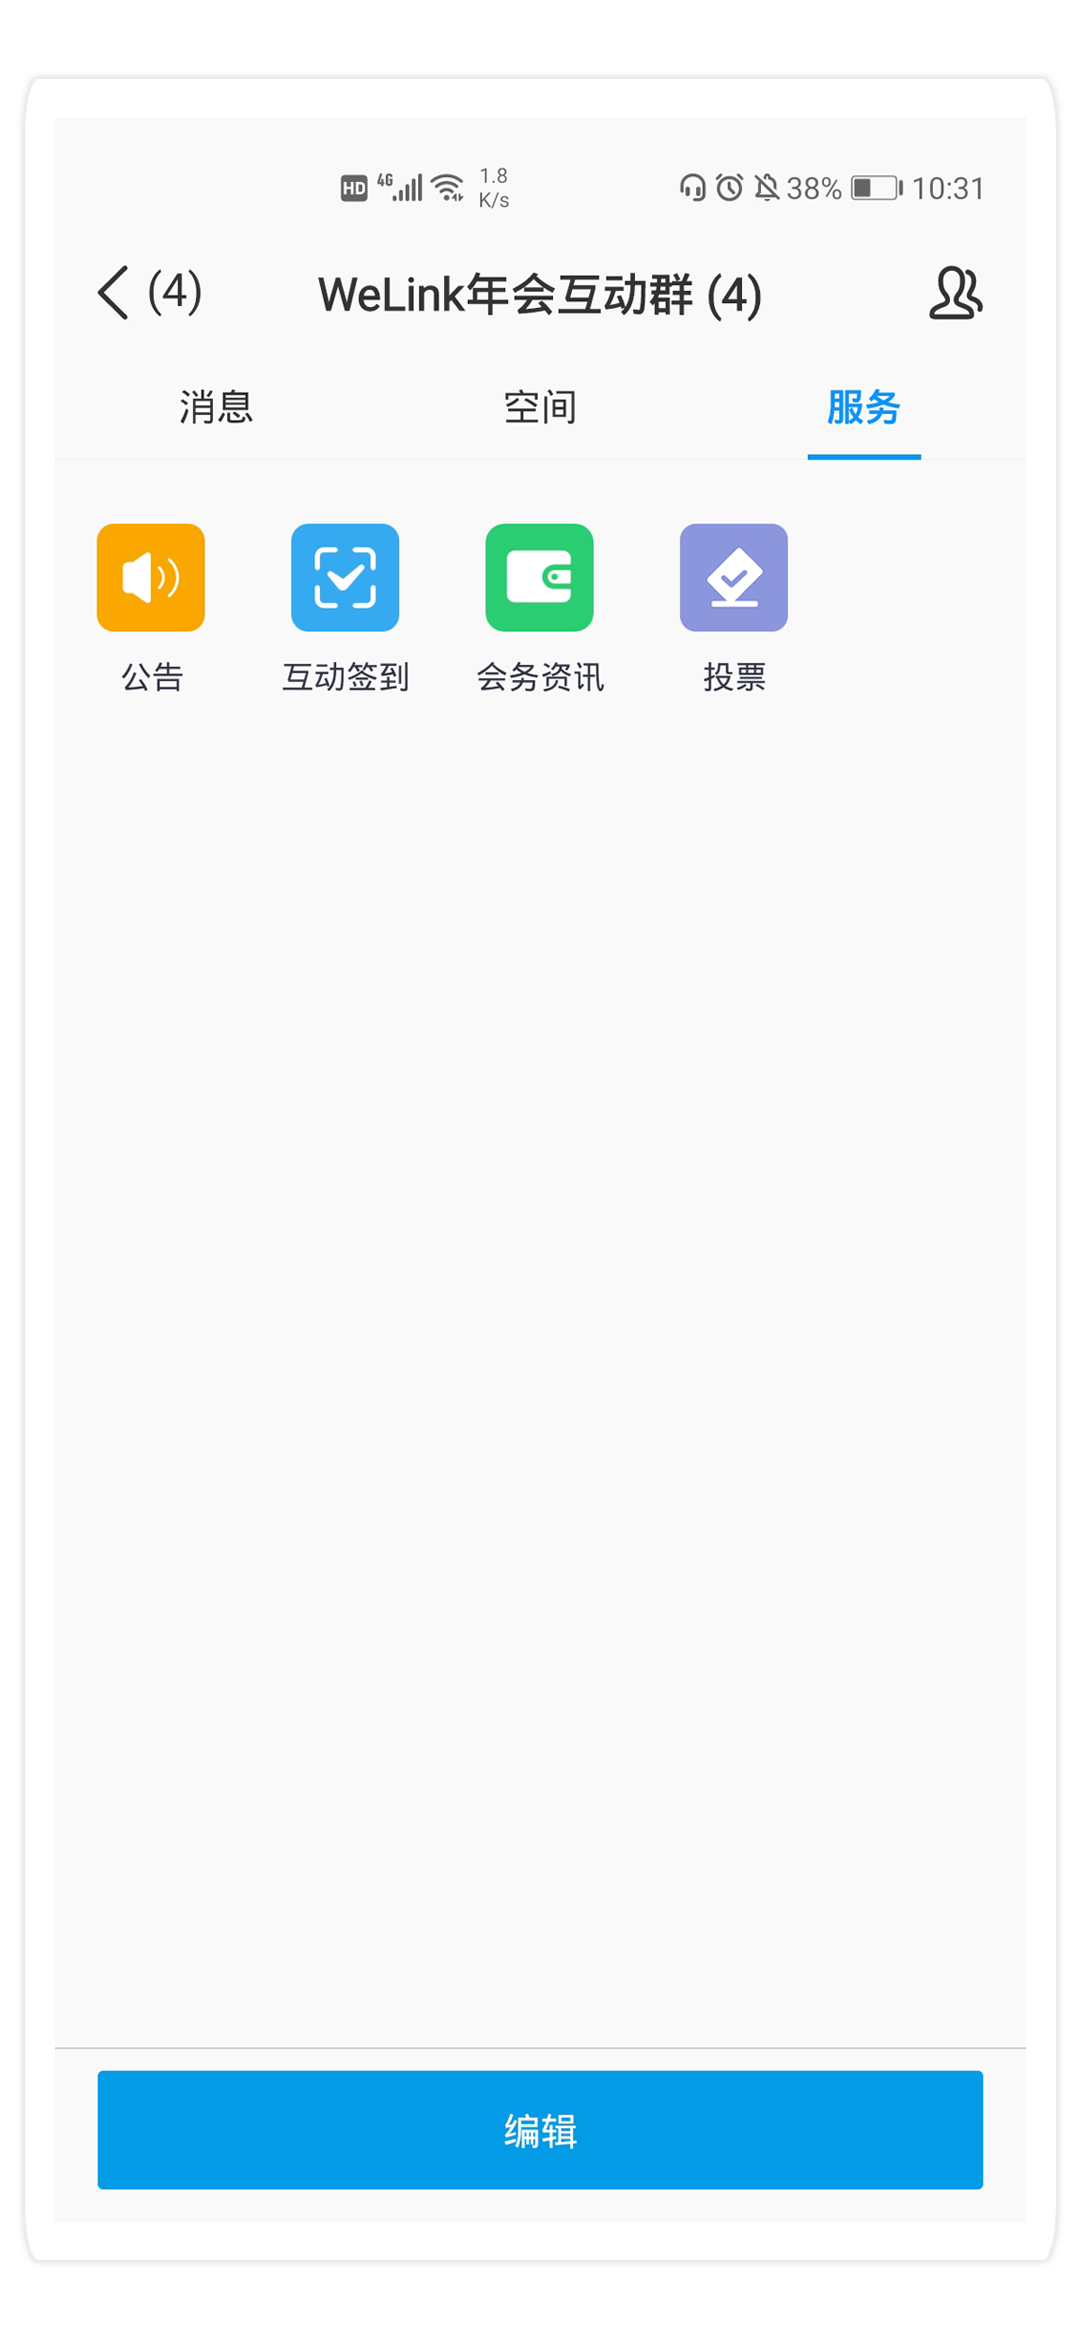 HD 4G 1.8 K/s 38% 10:31
(4) WeLink年会互动群 (4)
消息 空间 服务
公告 互动签到 会务资讯 投票
编辑